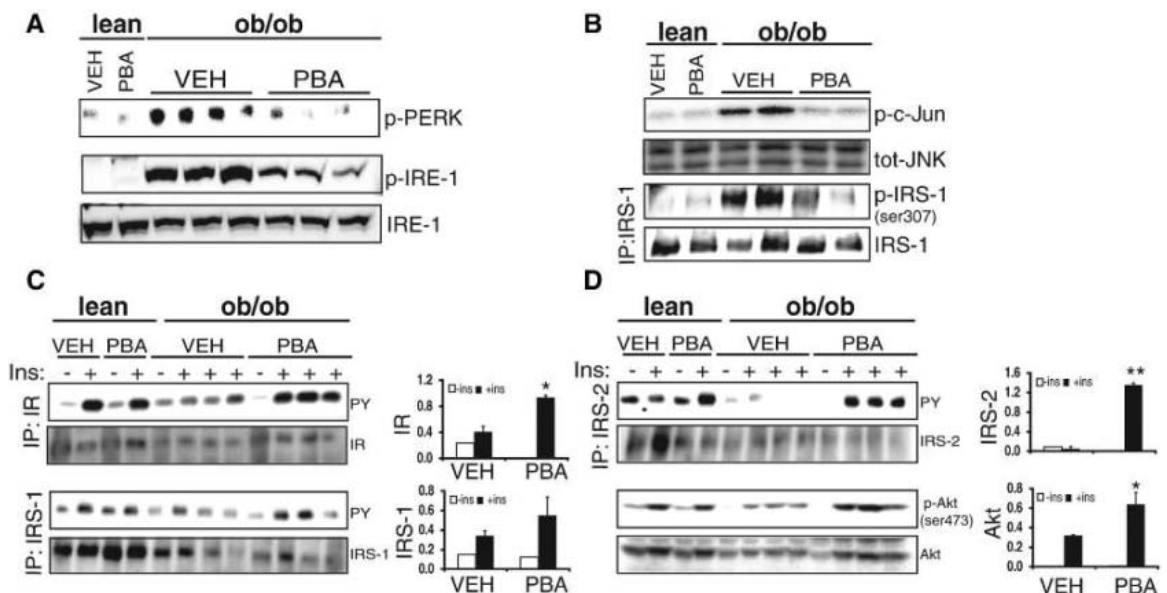 A
lean ob/ob
VEH PBA VEH PBA
p-PERK
p-IRE-1
IRE-1
B
lean ob/ob
VEH PBA VEH PBA
p-c-Jun
tot-JNK
IP:IRS-1
p-IRS-1
(ser307)
IRS-1
C
lean ob/ob
VEH PBA VEH PBA
Ins: - + - + - + + + - + + +
IP: IR
PY
IR
IP: IRS-1
PY
IRS-1
-ins +ins
IR
1.2
0.8
0.4
0.0
*
VEH PBA
-ins +ins
IRS-1
0.8
0.6
0.4
0.2
0.0
VEH PBA
D
lean ob/ob
VEH PBA VEH PBA
Ins: - + - + - + + + - + + +
IP: IRS-2
PY
IRS-2
p-Akt
(ser473)
Akt
-ins +ins
IRS-2
1.6
1.2
0.8
0.4
0.0
**
VEH PBA
-ins +ins
Akt
0.8
0.6
0.4
0.2
0.0
*
VEH PBA